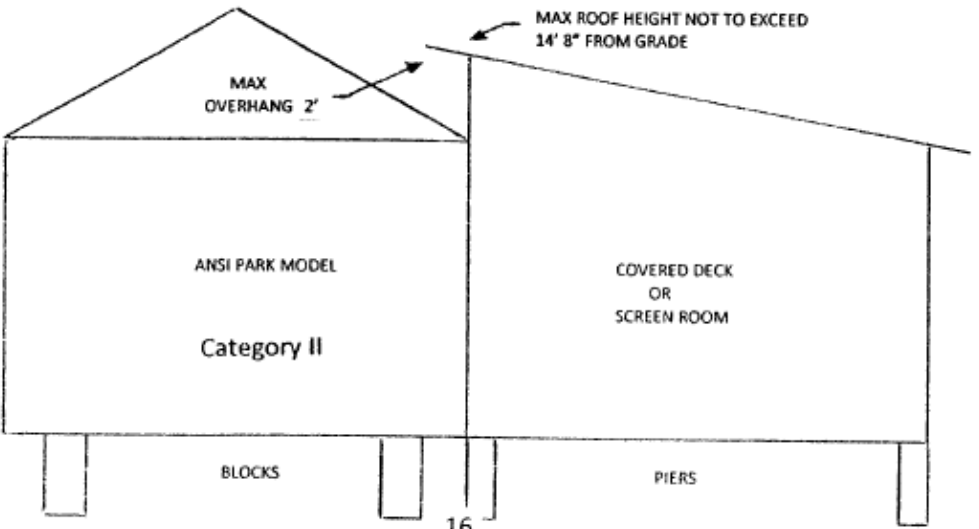 MAX ROOF HEIGHT NOT TO EXCEED
14' 8" FROM GRADE
MAX
OVERHANG 2'
ANSI PARK MODEL
Category II
COVERED DECK
OR
SCREEN ROOM
BLOCKS
PIERS
16